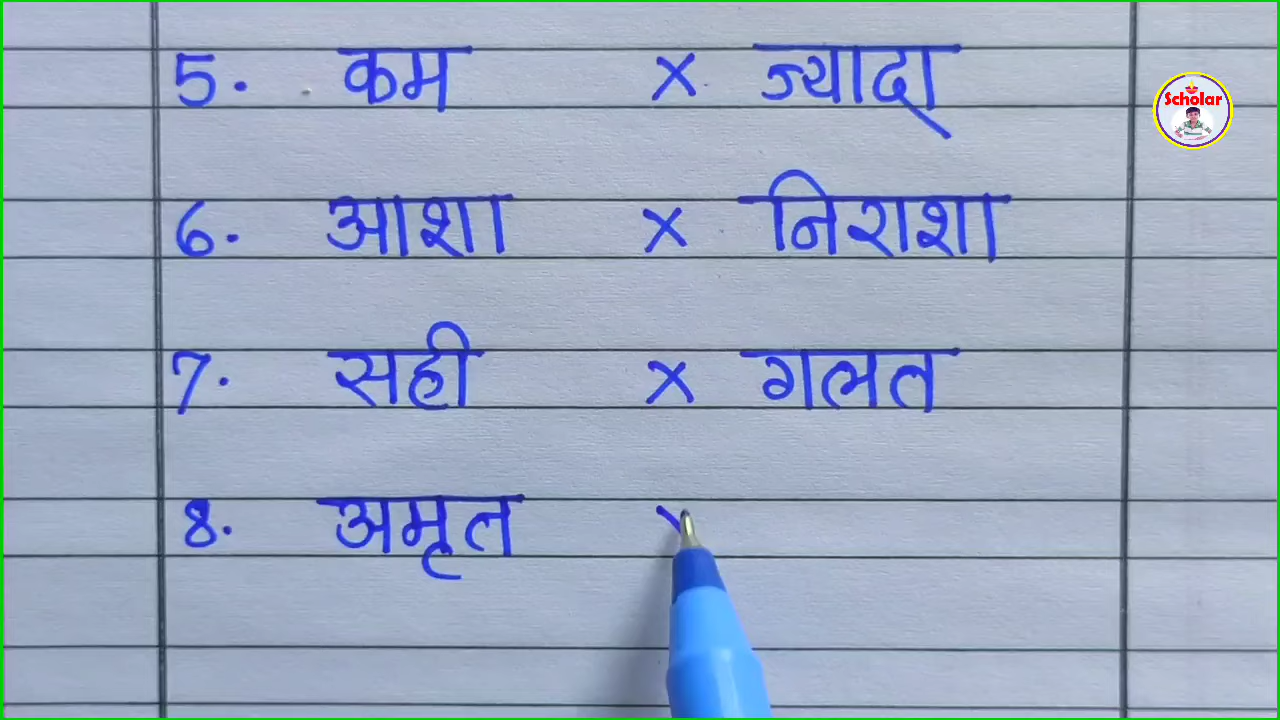 5. कम × ज्यादा
Scholar
6. आशा × निराशा
7. सही × गलत
8. अमृत